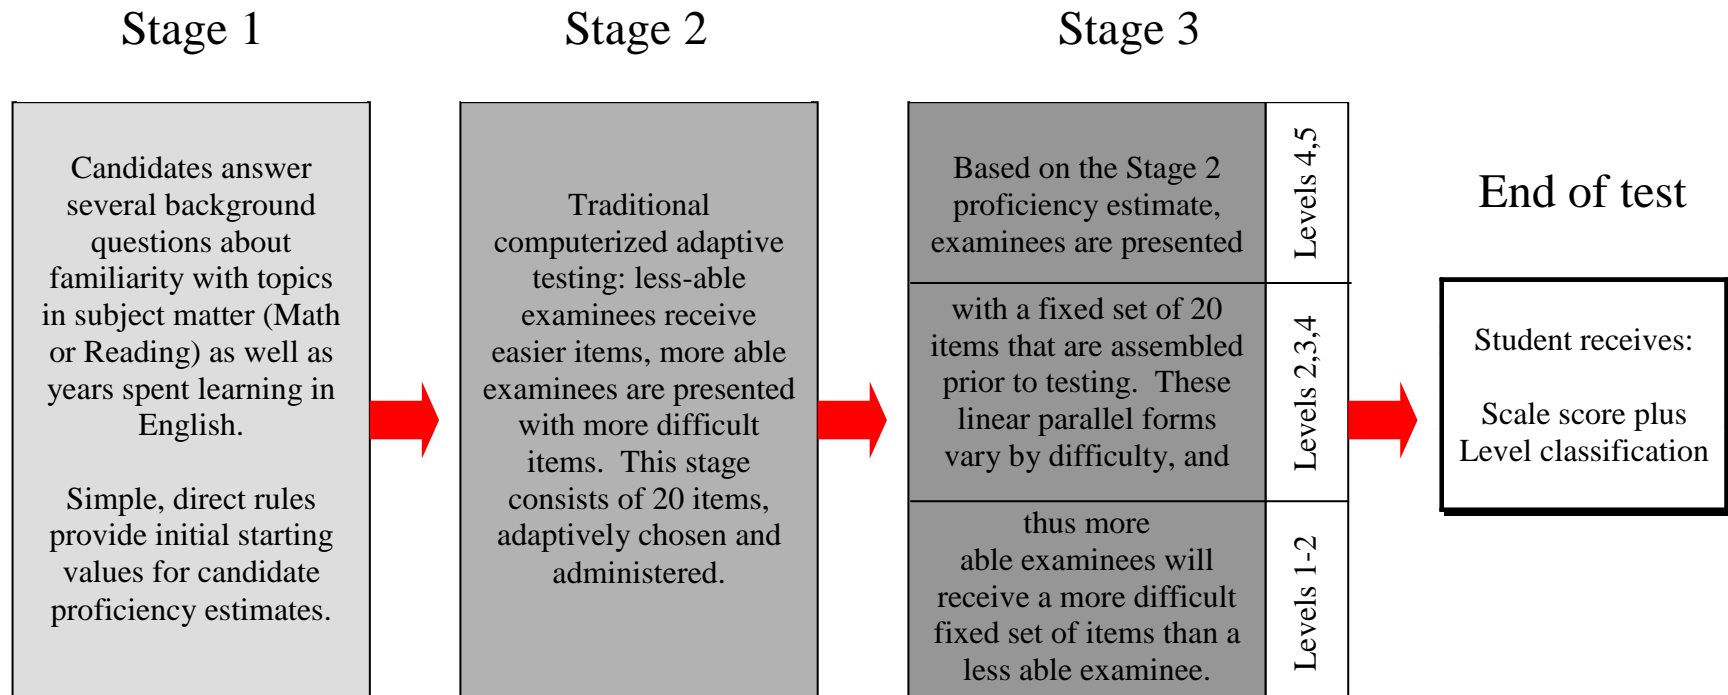 Stage 1
Candidates answer
several background
questions about
familiarity with topics
in subject matter (Math
or Reading) as well as
years spent learning in
English.
Simple, direct rules
provide initial starting
values for candidate
proficiency estimates.
Stage 2
Traditional
computerized adaptive
testing: less-able
examinees receive
easier items, more able
examinees are presented
with more difficult
items.  This stage
consists of 20 items,
adaptively chosen and
administered.
Stage 3
Based on the Stage 2
proficiency estimate,
examinees are presented
with a fixed set of 20
items that are assembled
prior to testing.  These
linear parallel forms
vary by difficulty, and
thus more
able examinees will
receive a more difficult
fixed set of items than a
less able examinee.
Levels 4,5
Levels 2,3,4
Levels 1-2
End of test
Student receives:
Scale score plus
Level classification